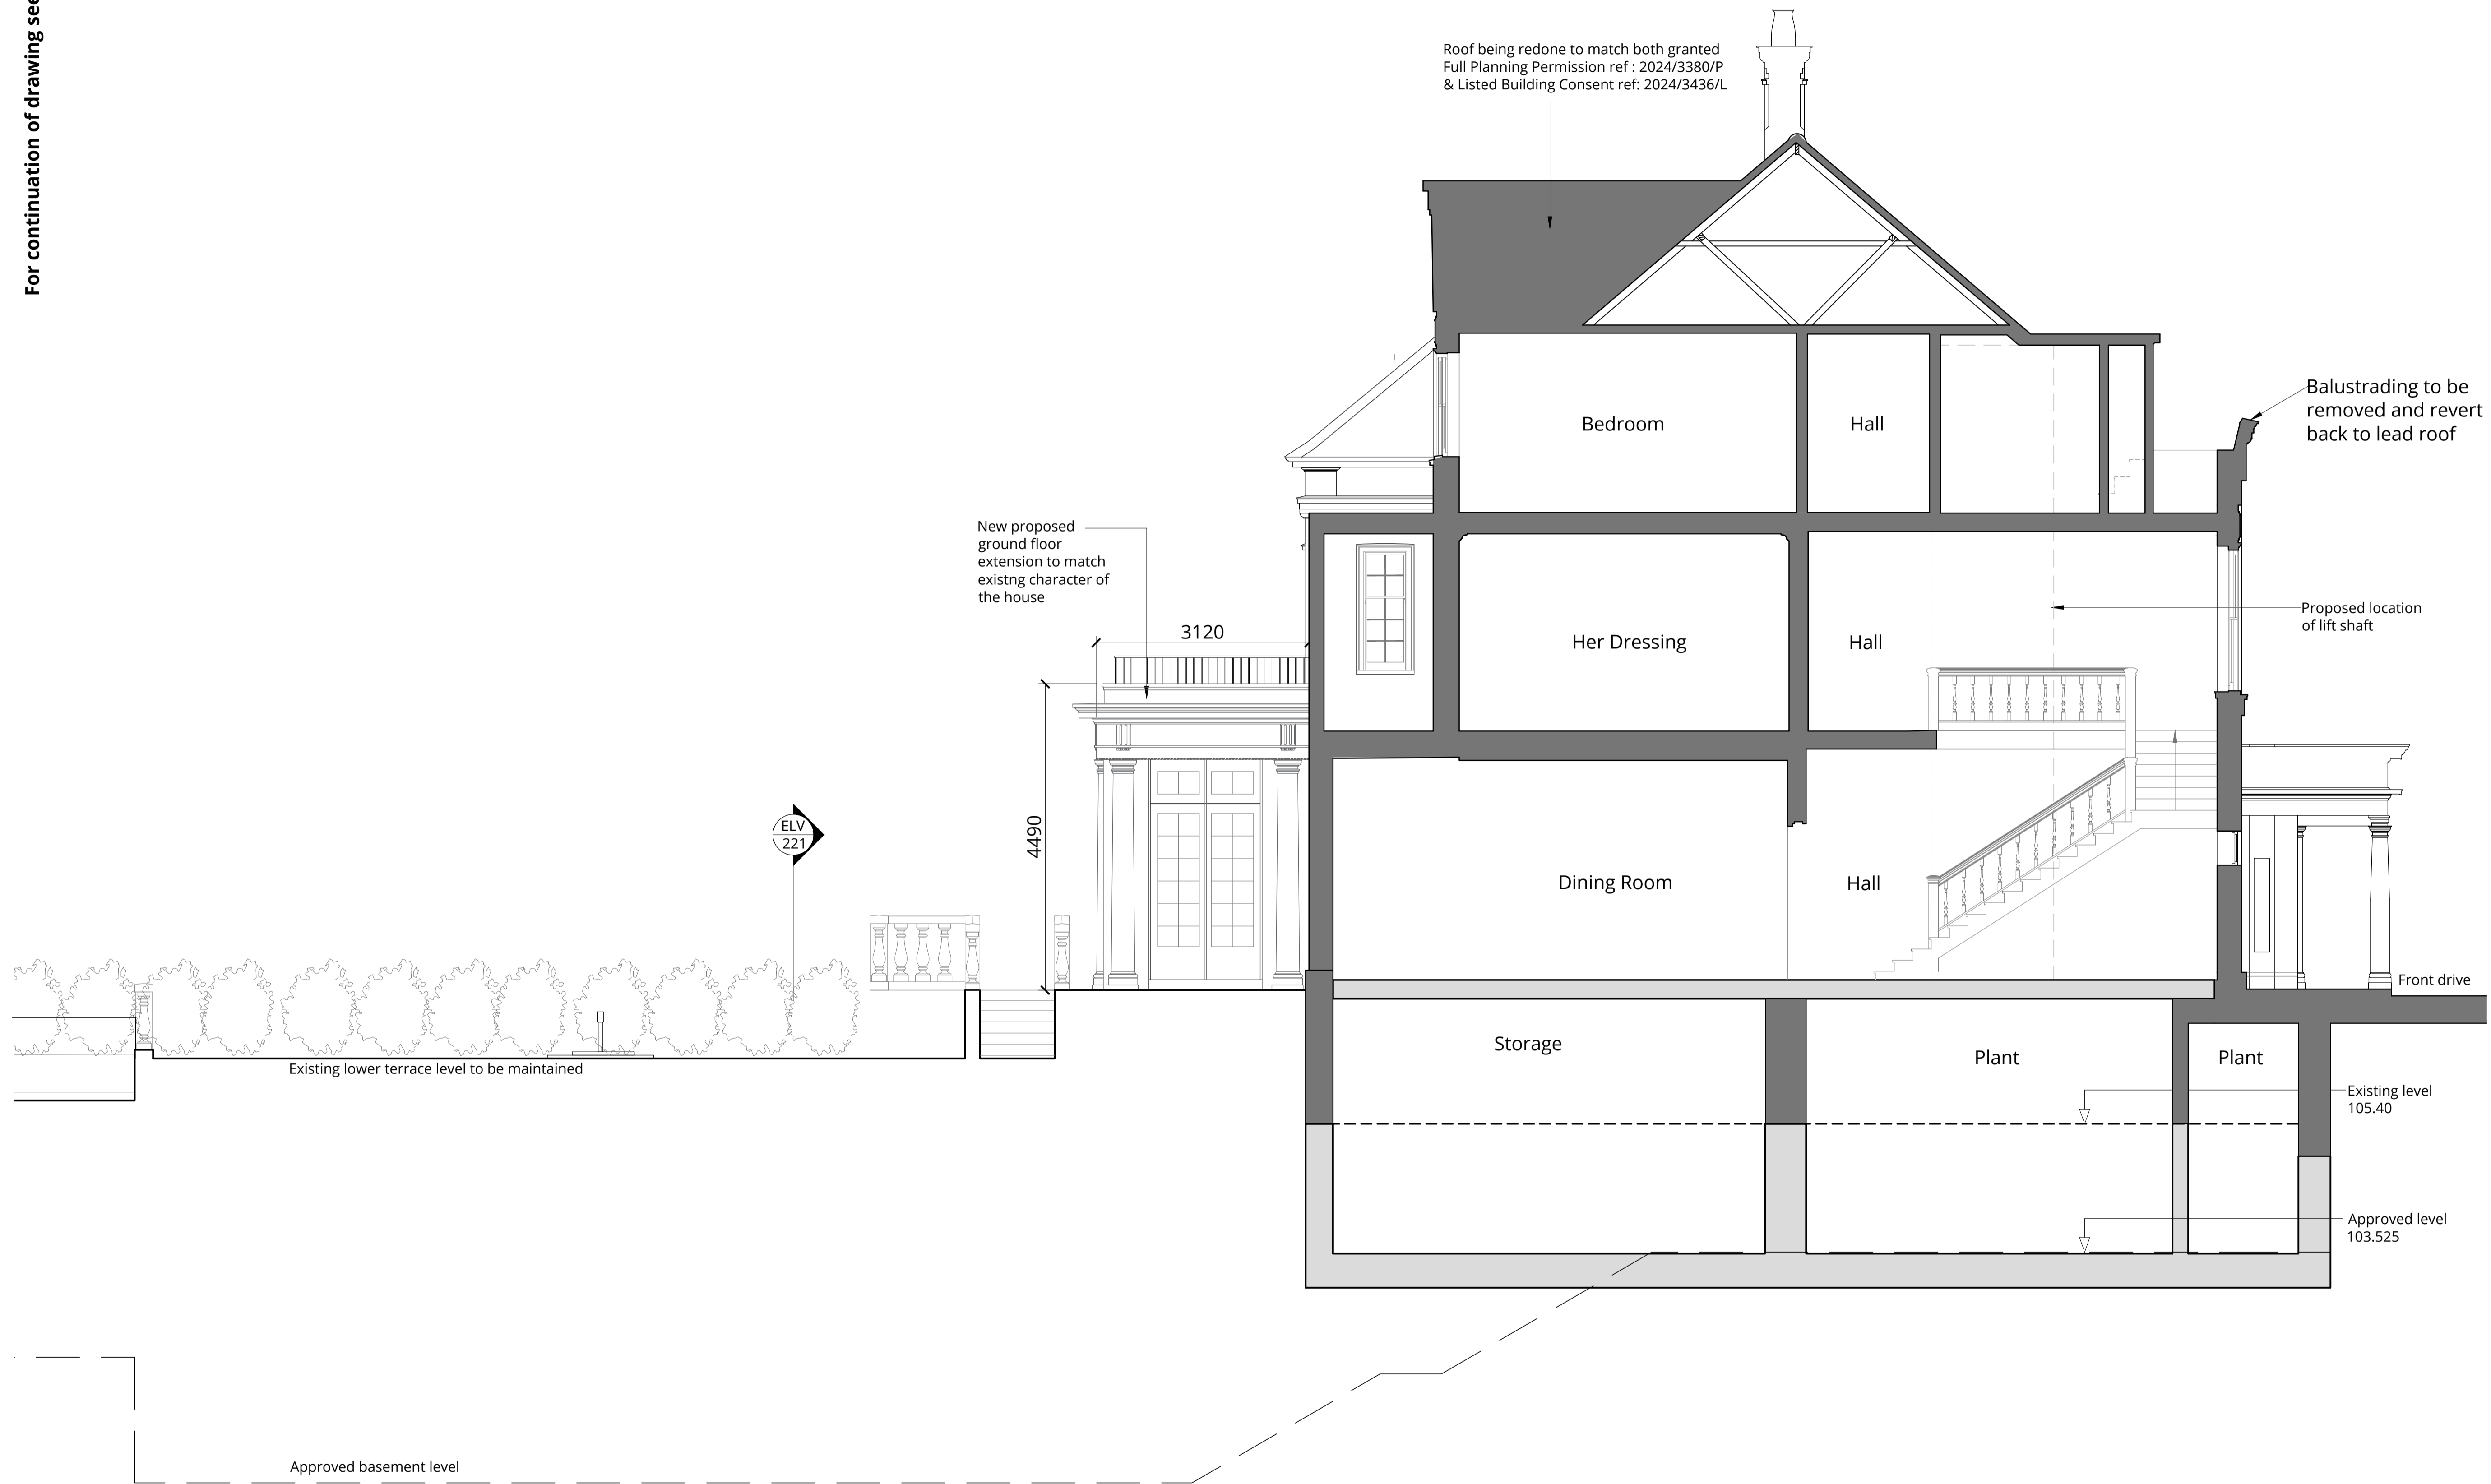 For continuation of drawing see
Roof being redone to match both granted
Full Planning Permission ref : 2024/3380/P
& Listed Building Consent ref: 2024/3436/L
Balustrading to be
removed and revert
back to lead roof
Bedroom
Hall
New proposed
ground floor
extension to match
existng character of
the house
3120
Her Dressing
Hall
Proposed location
of lift shaft
ELV
221
4490
Dining Room
Hall
Front drive
Storage
Plant
Plant
Existing lower terrace level to be maintained
Existing level
105.40
Approved level
103.525
Approved basement level